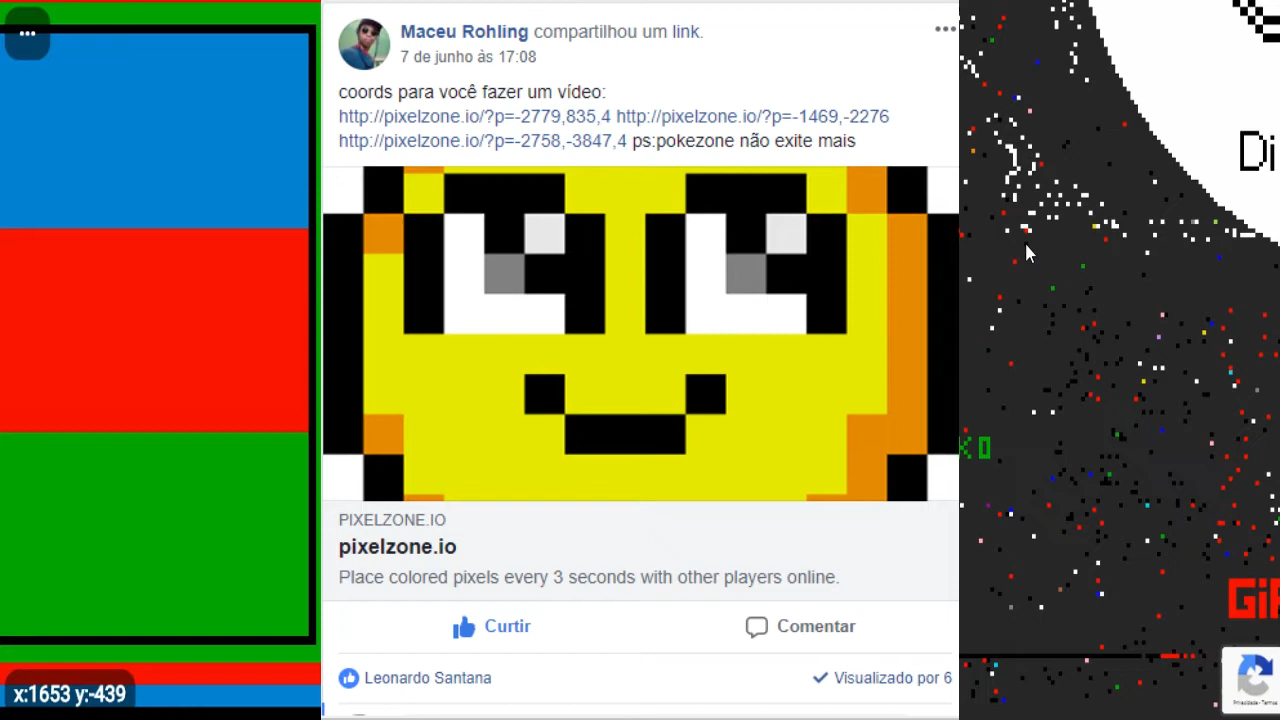 Maceu Rohling compartilhou um link.
7 de junho às 17:08
coords para você fazer um vídeo:
http://pixelzone.io/?p=-2779,835,4 http://pixelzone.io/?p=-1469,-2276
http://pixelzone.io/?p=-2758,-3847,4 ps:pokezone não exite mais
PIXELZONE.IO
pixelzone.io
Place colored pixels every 3 seconds with other players online.
Curtir
Comentar
Leonardo Santana
Visualizado por 6
x:1653 y:-439
Di
Privacidade - Termos